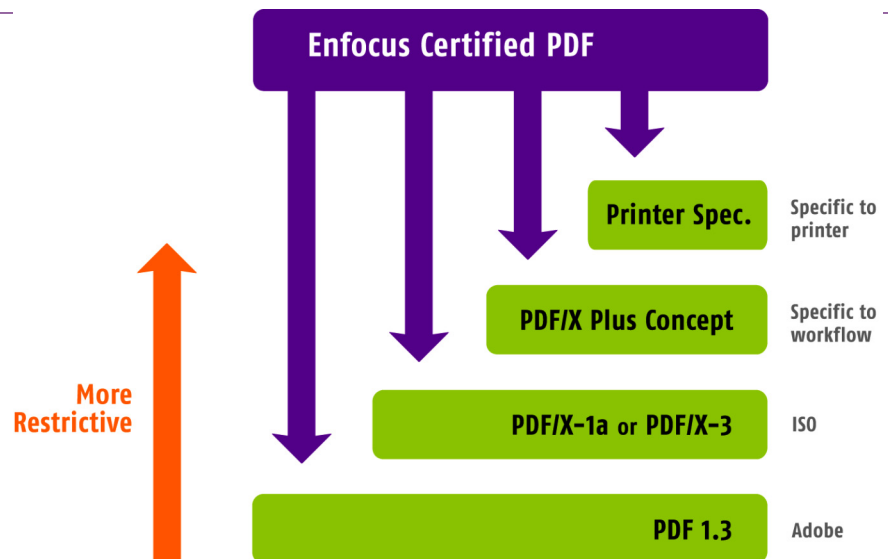 Enfocus Certified PDF
Printer Spec.
Specific to
printer
PDF/X Plus Concept
Specific to
workflow
More
Restrictive
PDF/X-1a or PDF/X-3
ISO
PDF 1.3
Adobe